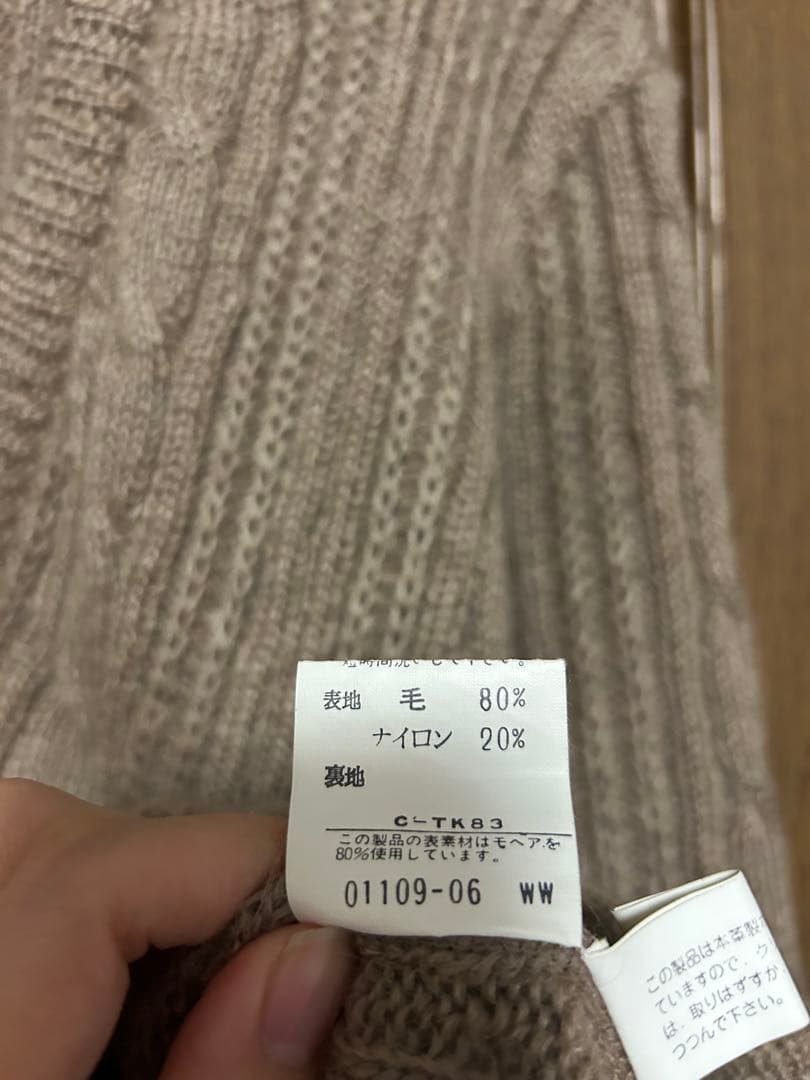 表地 毛 80%
ナイロン 20%
裏地
C-TK83
この製品の表素材はモヘアを
80%使用しています。
01109-06 WW
この製品は本革製
ていますので、ク
は、取りはずすか
つつんで下さい。